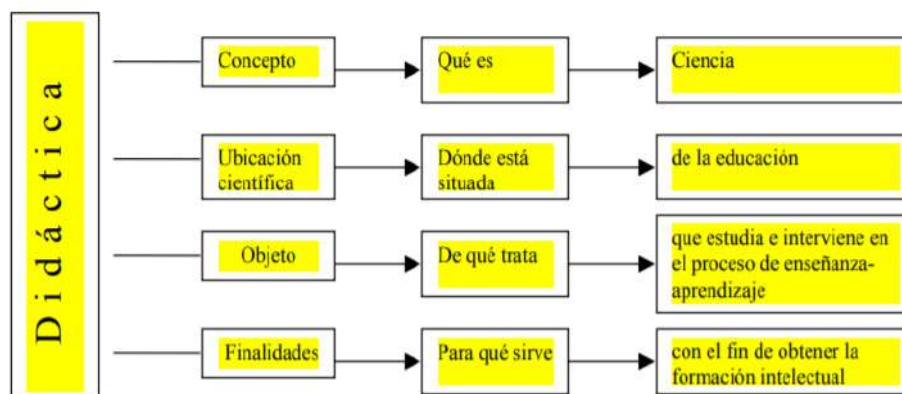 Didáctica
Concepto
Qué es
Ciencia
Ubicación
científica
Dónde está
situada
de la educación
Objeto
De qué trata
que estudia e interviene en
el proceso de enseñanza-
aprendizaje
Finalidades
Para qué sirve
con el fin de obtener la
formación intelectual